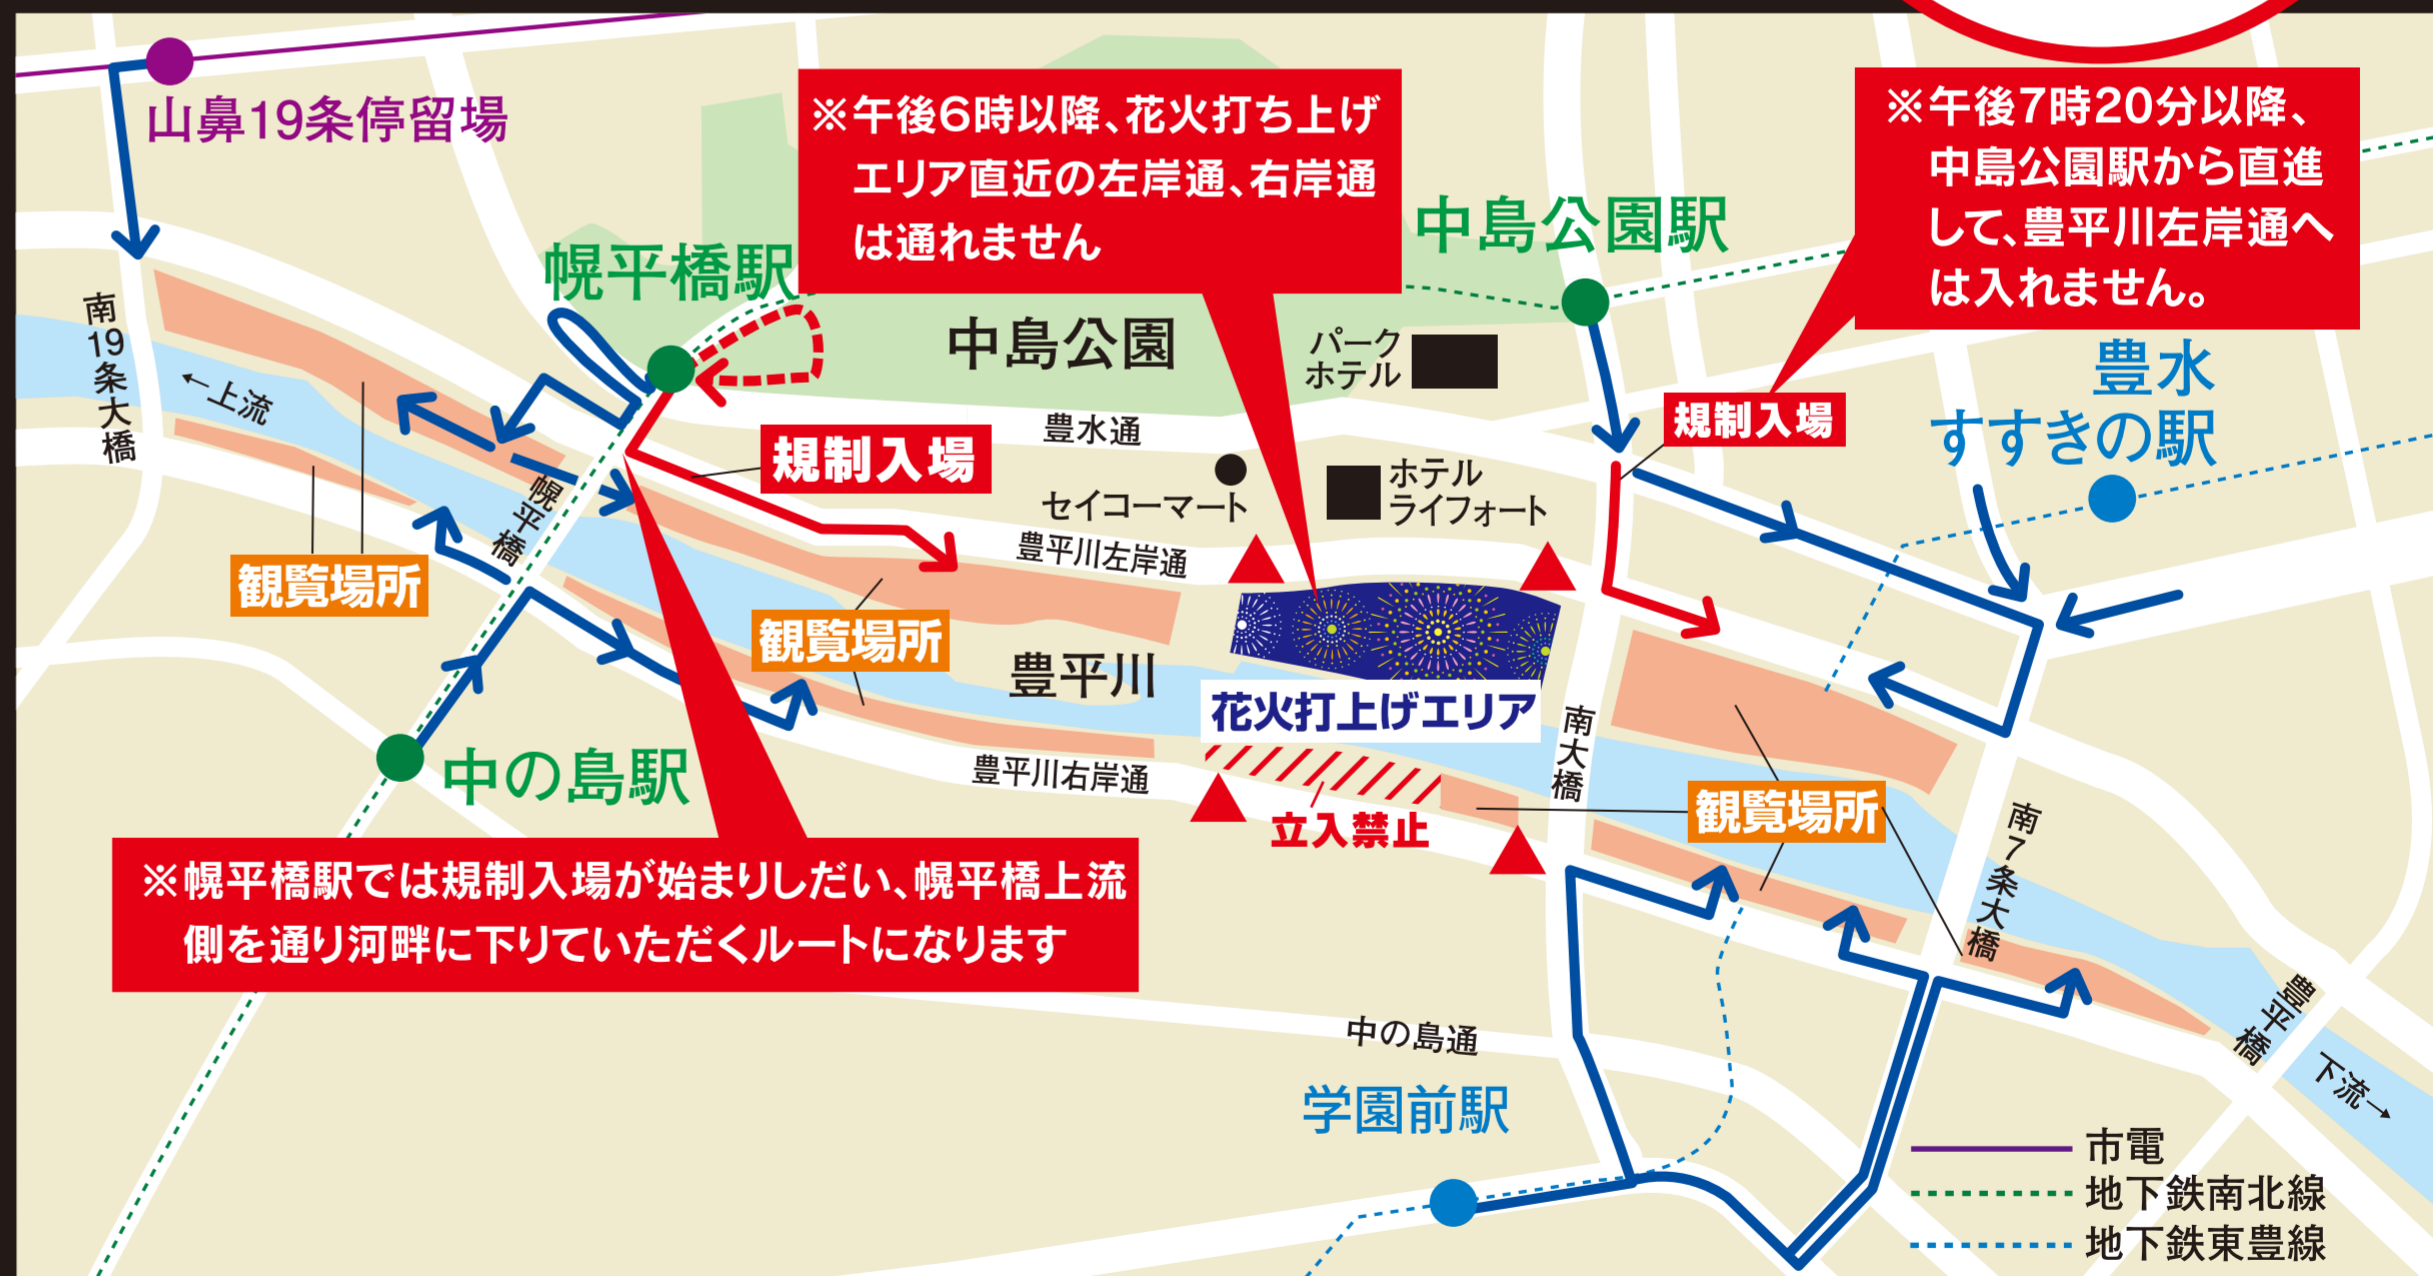 山鼻19条停留場
※午後6時以降、花火打ち上げ
エリア直近の左岸通、右岸通
は通れません
※午後7時20分以降、
中島公園駅から直進
して、豊平川左岸通へ
は入れません。
中島公園駅
幌平橋駅
南19条大橋
←上流
中島公園
パーク
ホテル
豊水
すすきの駅
規制入場
豊水通
規制入場
セイコーマート
ホテル
ライフォート
幌平橋
観覧場所
豊平川左岸通
観覧場所
豊平川
花火打上げエリア
南大橋
中の島駅
豊平川右岸通
立入禁止
観覧場所
南7条大橋
※幌平橋駅では規制入場が始まりしだい、幌平橋上流
側を通り河畔に下りていただくルートになります
豊平橋
中の島通
下流→
学園前駅
市電
地下鉄南北線
地下鉄東豊線